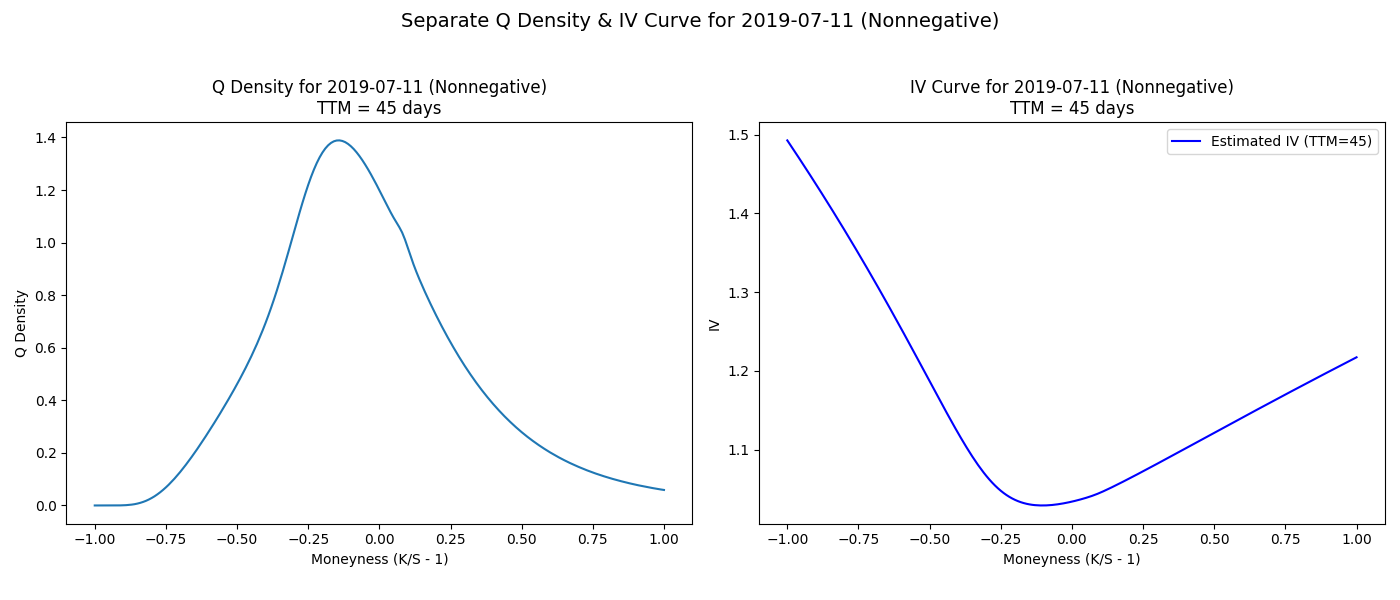 Separate Q Density & IV Curve for 2019-07-11 (Nonnegative)
Q Density for 2019-07-11 (Nonnegative)
TTM = 45 days
1.4
1.2
1.0
0.8
0.6
0.4
0.2
0.0
Q Density
−1.00 −0.75 −0.50 −0.25 0.00 0.25 0.50 0.75 1.00
Moneyness (K/S - 1)
IV Curve for 2019-07-11 (Nonnegative)
TTM = 45 days
Estimated IV (TTM=45)
1.5
1.4
1.3
1.2
1.1
IV
−1.00 −0.75 −0.50 −0.25 0.00 0.25 0.50 0.75 1.00
Moneyness (K/S - 1)